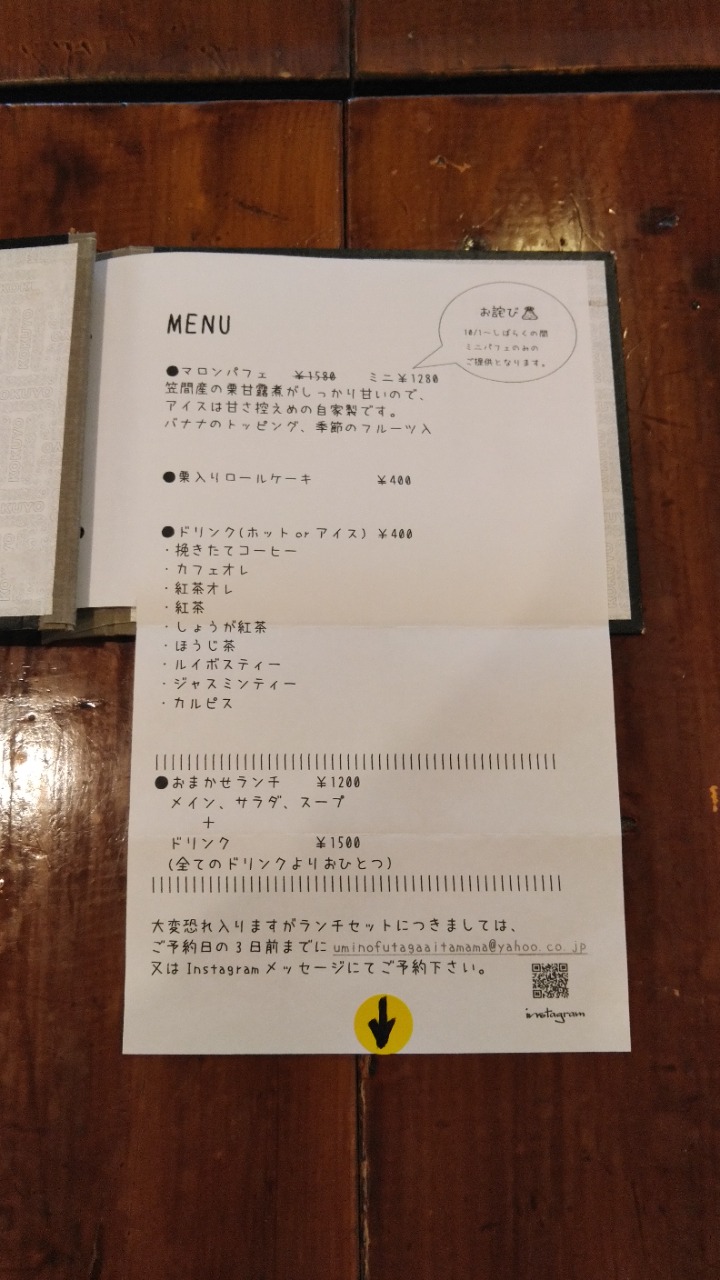 MENU
お詫び
10/1〜しばらくの間
ミニパフェのみの
ご提供となります。
●マロンパフェ ￥1580 ミニ￥1280
笠間産の栗甘露煮がしっかり甘いので、
アイスは甘さ控えめの自家製です。
バナナのトッピング、季節のフルーツ入
●栗入りロールケーキ ￥400
●ドリンク(ホットorアイス) ￥400
・挽きたてコーヒー
・カフェオレ
・紅茶オレ
・紅茶
・しょうが紅茶
・ほうじ茶
・ルイボスティー
・ジャスミンティー
・カルピス
●おまかせランチ ￥1200
メイン、サラダ、スープ
＋
ドリンク ￥1500
(全てのドリンクよりおひとつ)
大変恐れ入りますがランチセットにつきましては、
ご予約日の3日前までに uminofutagaaitamama@yahoo.co.jp
又は Instagram メッセージにてご予約下さい。
instagram